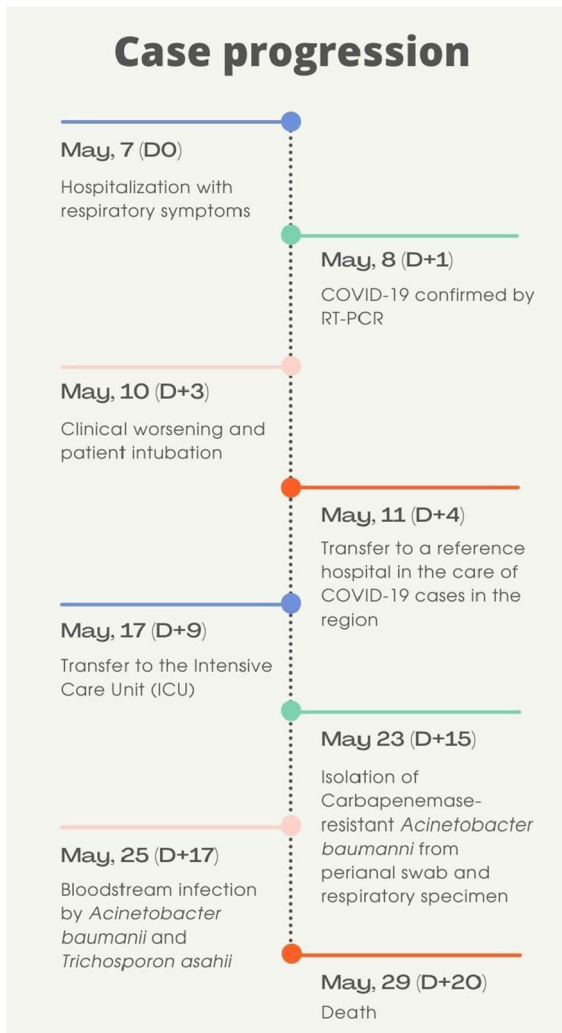 Case progression
May, 7 (D0)
Hospitalization with
respiratory symptoms
May, 8 (D+1)
COVID-19 confirmed by
RT-PCR
May, 10 (D+3)
Clinical worsening and
patient intubation
May, 11 (D+4)
Transfer to a reference
hospital in the care of
COVID-19 cases in the
region
May, 17 (D+9)
Transfer to the Intensive
Care Unit (ICU)
May 23 (D+15)
Isolation of
Carbapenemase-
resistant Acinetobacter
baumanni from
perianal swab and
respiratory specimen
May, 25 (D+17)
Bloodstream infection
by Acinetobacter
baumanii and
Trichosporon asahii
May, 29 (D+20)
Death